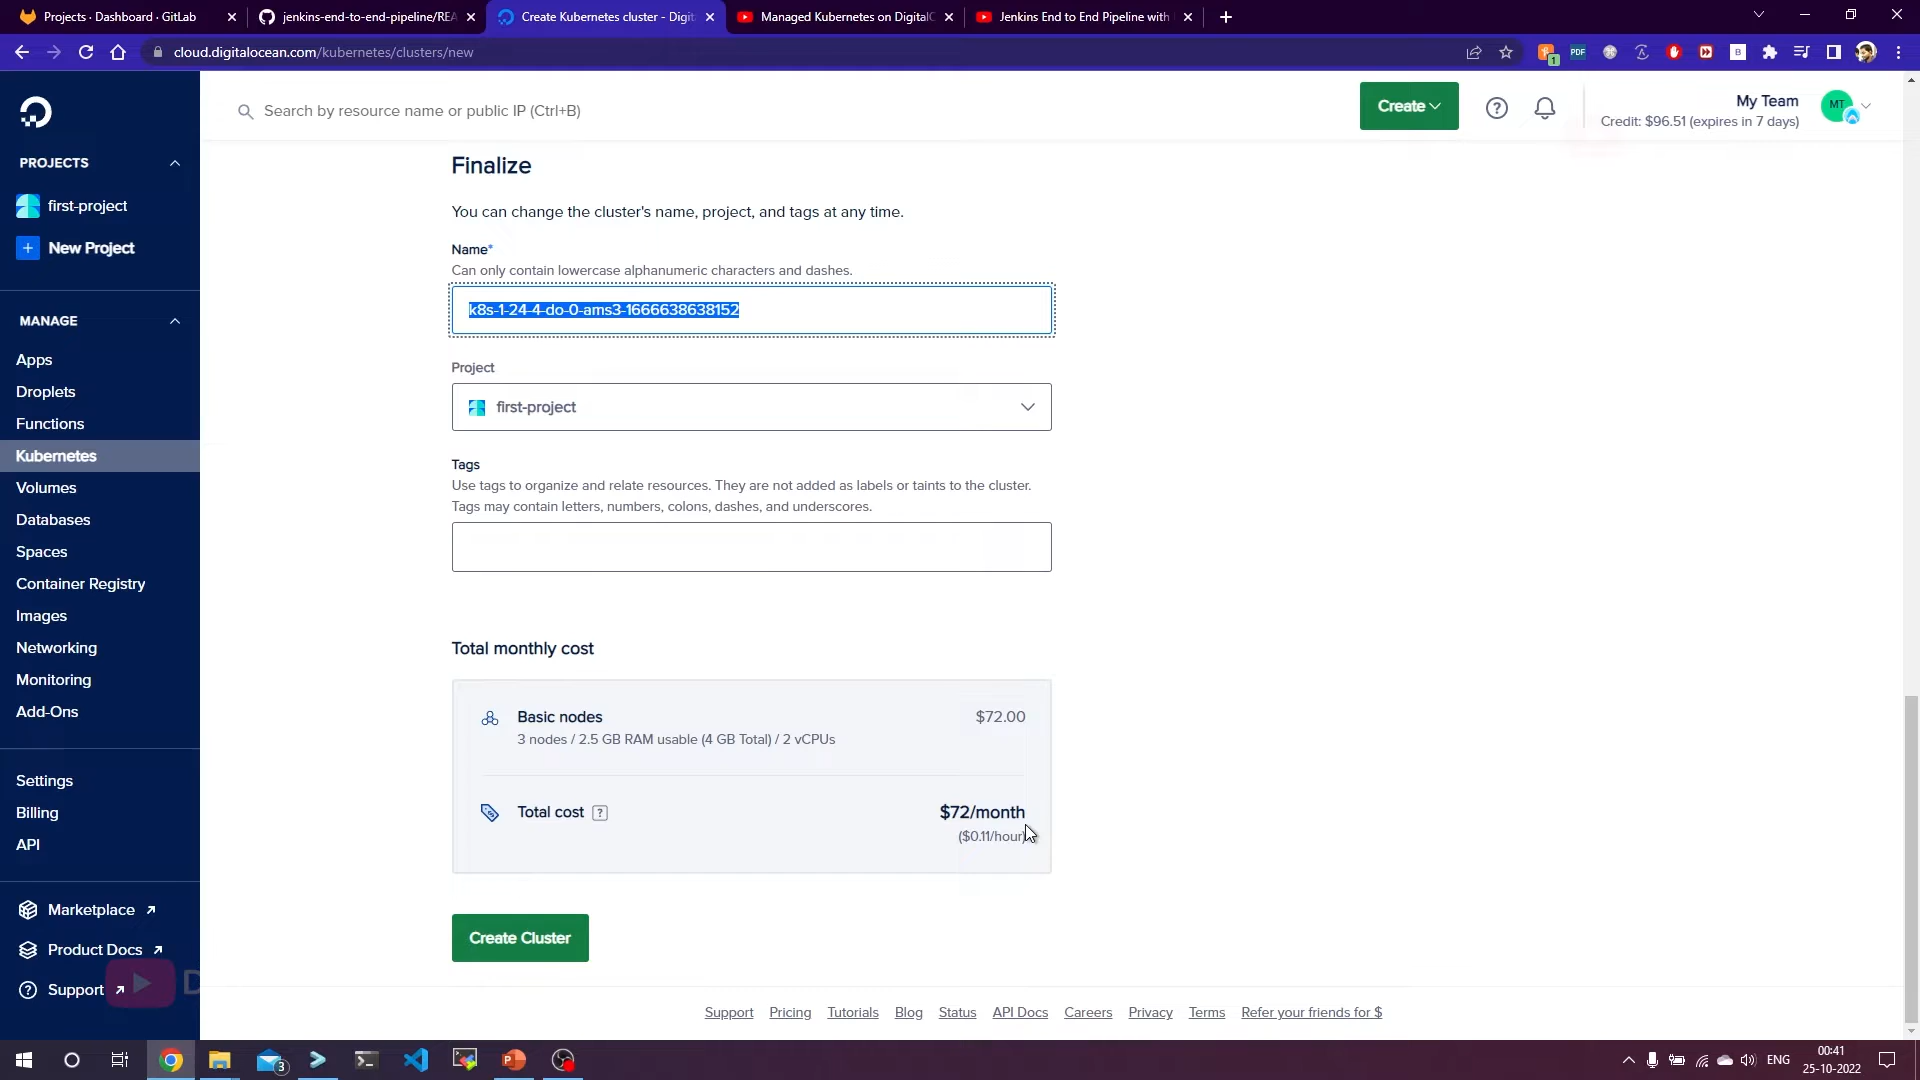 Projects · Dashboard · GitLab
jenkins-end-to-end-pipeline/REA
Create Kubernetes cluster - Digit
Managed Kubernetes on DigitalO
Jenkins End to End Pipeline with
cloud.digitalocean.com/kubernetes/clusters/new
1
PDF
B
Search by resource name or public IP (Ctrl+B)
Create
?
My Team
Credit: $96.51 (expires in 7 days)
MT
PROJECTS
first-project
+ New Project
MANAGE
Apps
Droplets
Functions
Kubernetes
Volumes
Databases
Spaces
Container Registry
Images
Networking
Monitoring
Add-Ons
Settings
Billing
API
Marketplace
Product Docs
? Support
D
Finalize
You can change the cluster's name, project, and tags at any time.
Name*
Can only contain lowercase alphanumeric characters and dashes.
k8s-1-24-4-do-0-ams3-1666638638152
Project
first-project
Tags
Use tags to organize and relate resources. They are not added as labels or taints to the cluster.
Tags may contain letters, numbers, colons, dashes, and underscores.
Total monthly cost
Basic nodes $72.00
3 nodes / 2.5 GB RAM usable (4 GB Total) / 2 vCPUs
Total cost ? $72/month
($0.11/hour)
Create Cluster
Support Pricing Tutorials Blog Status API Docs Careers Privacy Terms Refer your friends for $
3
P
ENG
00:41
25-10-2022